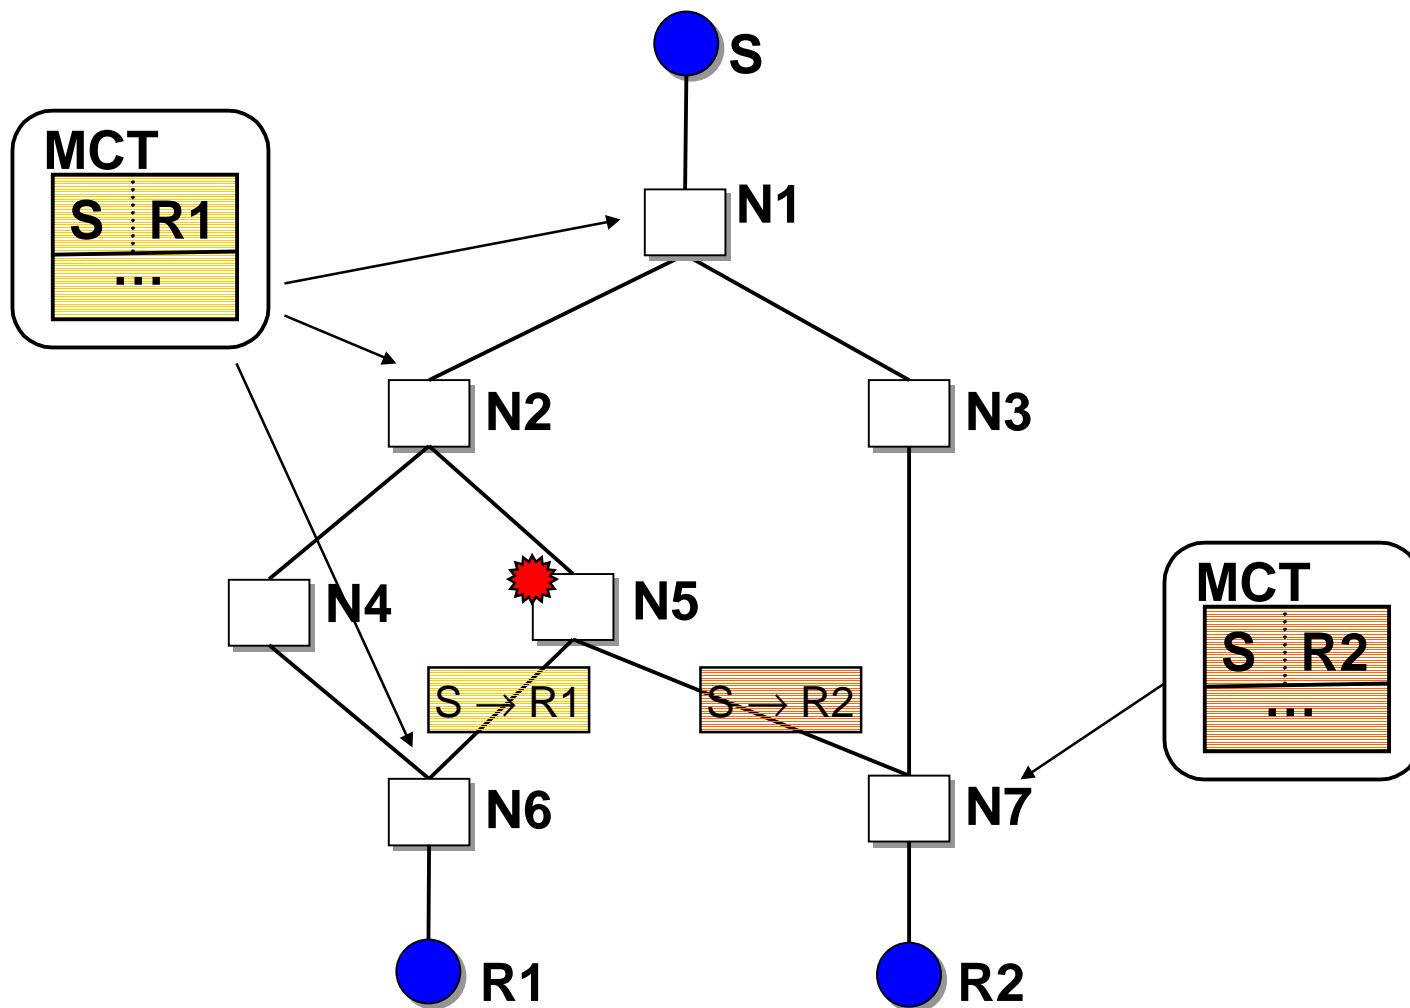 S
MCT
S R1
...
N1
N2
N3
N4
N5
MCT
S R2
...
S → R1
S → R2
N6
N7
R1
R2